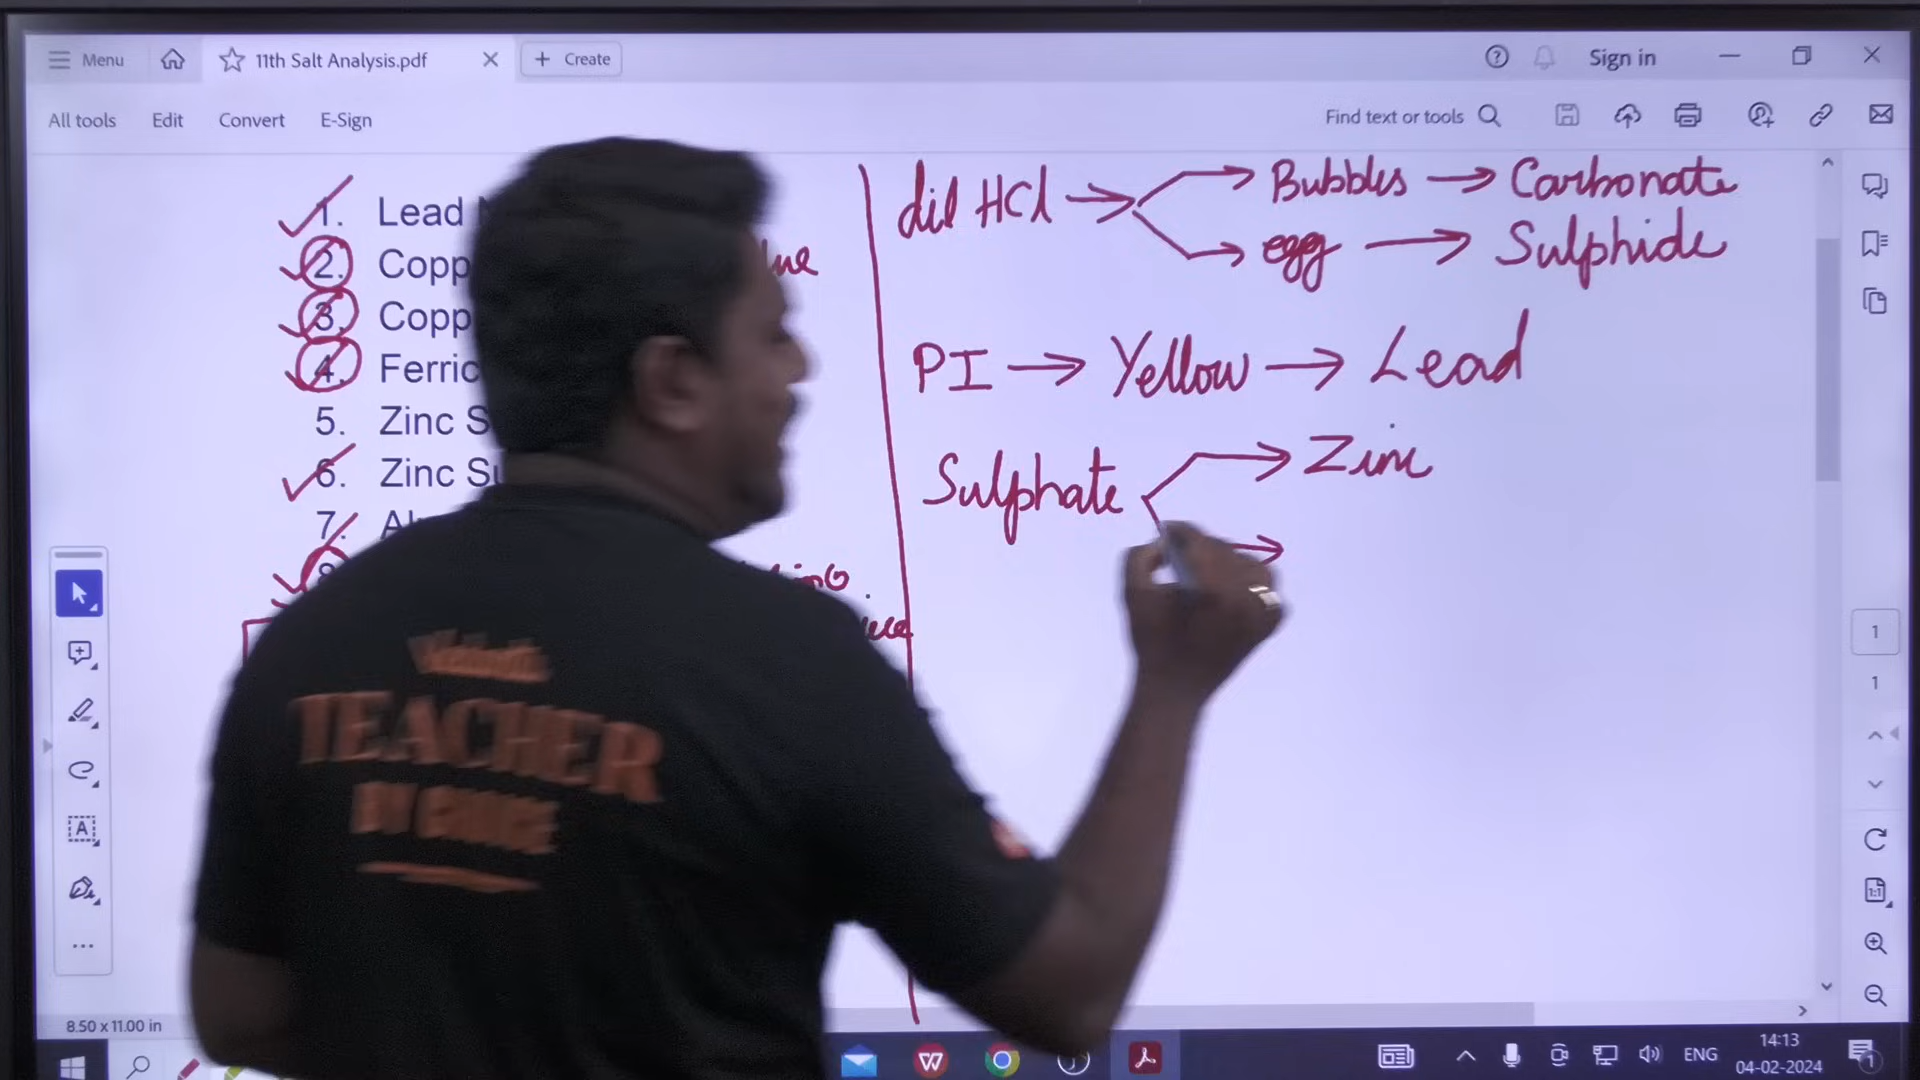 Menu 11th Salt Analysis.pdf Create Sign in
All tools Edit Convert E-Sign Find text or tools
1. Lead
2. Copp
3. Copp
4. Ferric
5. Zinc S
6. Zinc Su
7.
dil HCl → Bubbles → Carbonate
egg → Sulphide
PI → Yellow → Lead
Sulphate → Zinc
TEACHER
1
1
8.50 x 11.00 in
ENG 14:13
04-02-2024